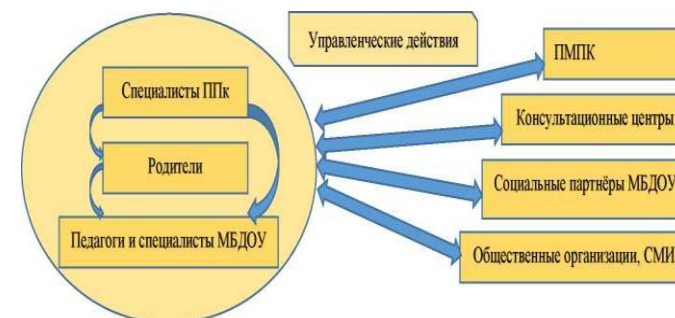 Управленческие действия
Специалисты ППк
Родители
Педагоги и специалисты МБДОУ
ПМПК
Консультационные центры
Социальные партнёры МБДОУ
Общественные организации, СМИ